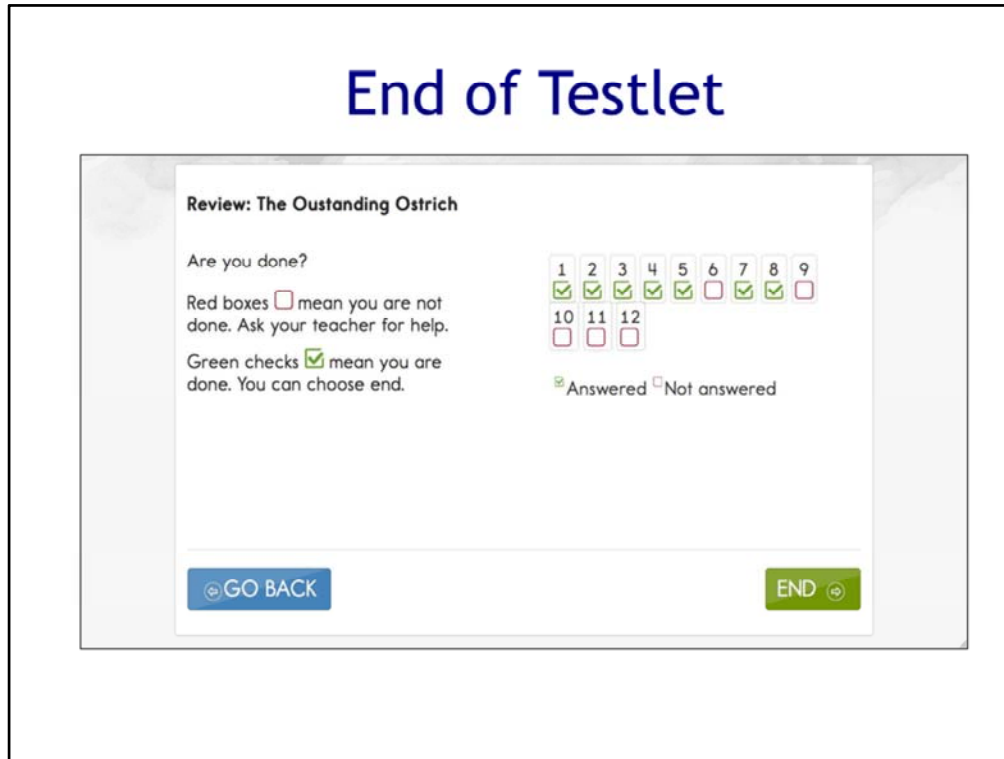 End of Testlet
Review: The Oustanding Ostrich
Are you done?
Red boxes mean you are not
done. Ask your teacher for help.
Green checks mean you are
done. You can choose end.
1 2 3 4 5 6 7 8 9
10 11 12
Answered Not answered
GO BACK
END